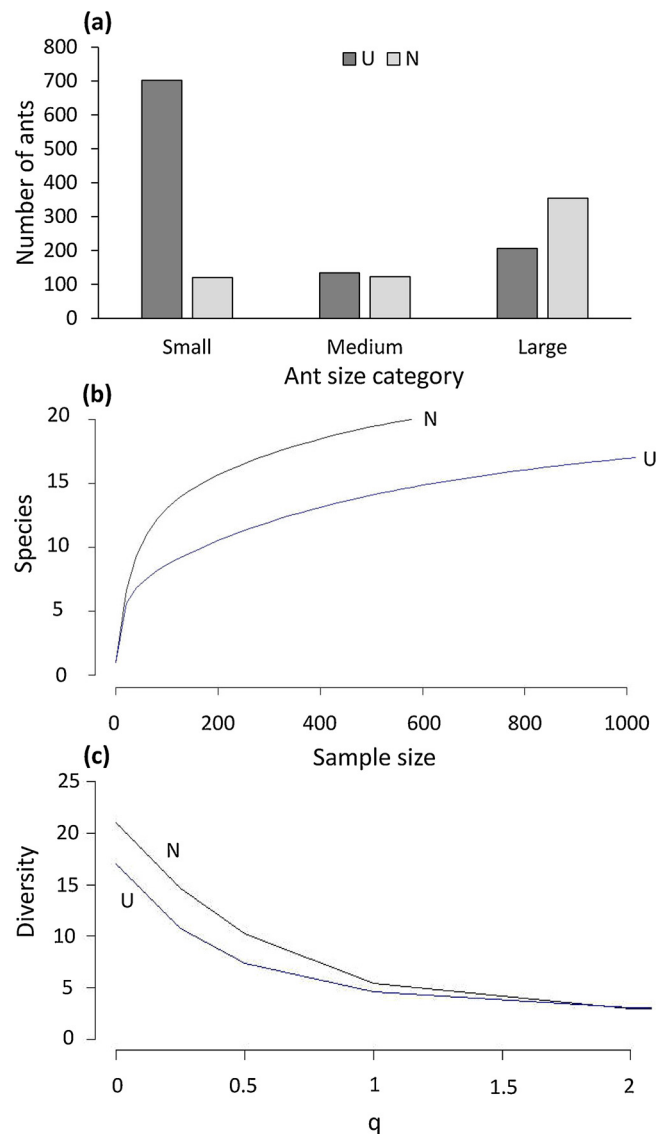 (a)
800
700
600
500
400
300
200
100
0
Number of ants
U N
Small Medium Large
Ant size category
(b)
20
15
10
5
0
Species
N
U
0 200 400 600 800 1000
Sample size
(c)
25
20
15
10
5
0
Diversity
N
U
0 0.5 1 1.5 2
q